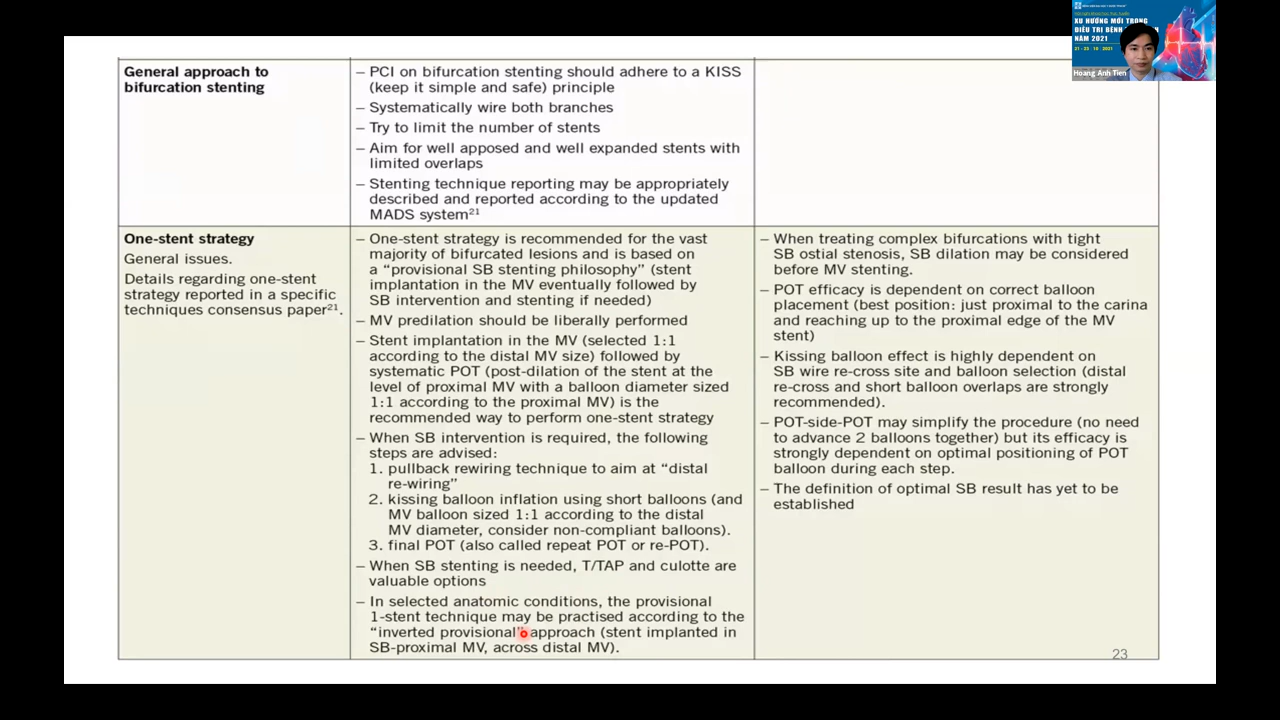 XU HƯỚNG MỚI TRONG
ĐIỀU TRỊ BỆNH
NĂM 2021
21 - 23 : 10 : 2021
Hoang Anh Tien
General approach to
bifurcation stenting
– PCI on bifurcation stenting should adhere to a KISS
(keep it simple and safe) principle
– Systematically wire both branches
– Try to limit the number of stents
– Aim for well apposed and well expanded stents with
limited overlaps
– Stenting technique reporting may be appropriately
described and reported according to the updated
MADS system21
One-stent strategy
General issues.
Details regarding one-stent
strategy reported in a specific
techniques consensus paper21.
– One-stent strategy is recommended for the vast
majority of bifurcated lesions and is based on
a “provisional SB stenting philosophy” (stent
implantation in the MV eventually followed by
SB intervention and stenting if needed)
– MV predilation should be liberally performed
– Stent implantation in the MV (selected 1:1
according to the distal MV size) followed by
systematic POT (post-dilation of the stent at the
level of proximal MV with a balloon diameter sized
1:1 according to the proximal MV) is the
recommended way to perform one-stent strategy
– When SB intervention is required, the following
steps are advised:
1. pullback rewiring technique to aim at “distal
re-wiring”
2. kissing balloon inflation using short balloons (and
MV balloon sized 1:1 according to the distal
MV diameter, consider non-compliant balloons).
3. final POT (also called repeat POT or re-POT).
– When SB stenting is needed, T/TAP and culotte are
valuable options
– In selected anatomic conditions, the provisional
1-stent technique may be practised according to the
“inverted provisional” approach (stent implanted in
SB-proximal MV, across distal MV).
– When treating complex bifurcations with tight
SB ostial stenosis, SB dilation may be considered
before MV stenting.
– POT efficacy is dependent on correct balloon
placement (best position: just proximal to the carina
and reaching up to the proximal edge of the MV
stent)
– Kissing balloon effect is highly dependent on
SB wire re-cross site and balloon selection (distal
re-cross and short balloon overlaps are strongly
recommended).
– POT-side-POT may simplify the procedure (no need
to advance 2 balloons together) but its efficacy is
strongly dependent on optimal positioning of POT
balloon during each step.
– The definition of optimal SB result has yet to be
established
23